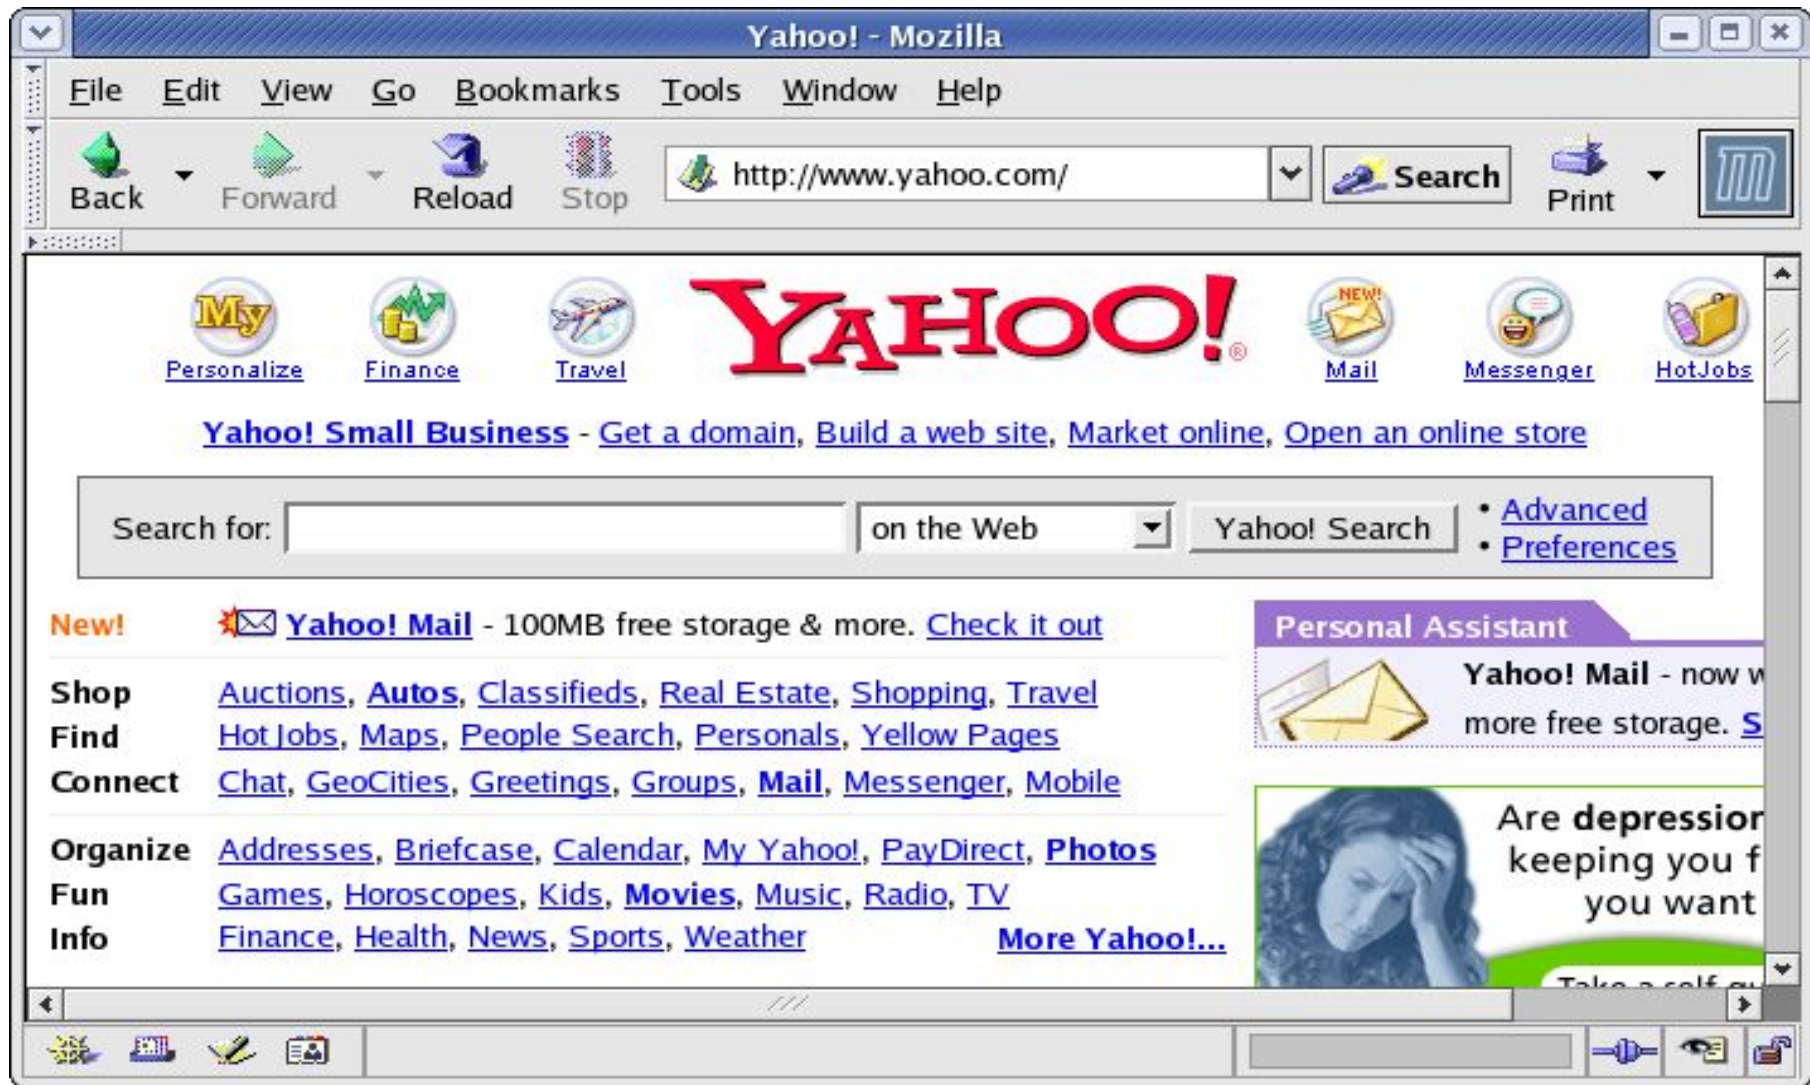 Yahoo! - Mozilla
File Edit View Go Bookmarks Tools Window Help
Back Forward Reload Stop http://www.yahoo.com/ Search Print
My YAHOO!® NEW!
Personalize Finance Travel Mail Messenger HotJobs
Yahoo! Small Business - Get a domain, Build a web site, Market online, Open an online store
Search for: on the Web Yahoo! Search • Advanced
• Preferences
New! Yahoo! Mail - 100MB free storage & more. Check it out
Shop Auctions, Autos, Classifieds, Real Estate, Shopping, Travel
Find HotJobs, Maps, People Search, Personals, Yellow Pages
Connect Chat, GeoCities, Greetings, Groups, Mail, Messenger, Mobile
Organize Addresses, Briefcase, Calendar, My Yahoo!, PayDirect, Photos
Fun Games, Horoscopes, Kids, Movies, Music, Radio, TV
Info Finance, Health, News, Sports, Weather More Yahoo!...
Personal Assistant
Yahoo! Mail - now w
more free storage. S
Are depression
keeping you f
you want
Take a self